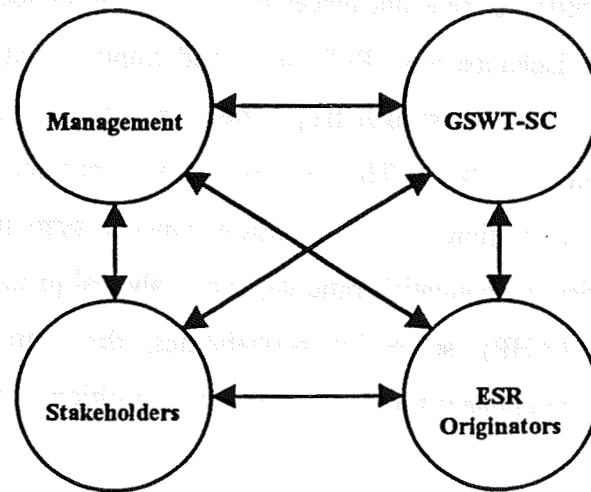 Management
GSWT-SC
Stakeholders
ESR
Originators